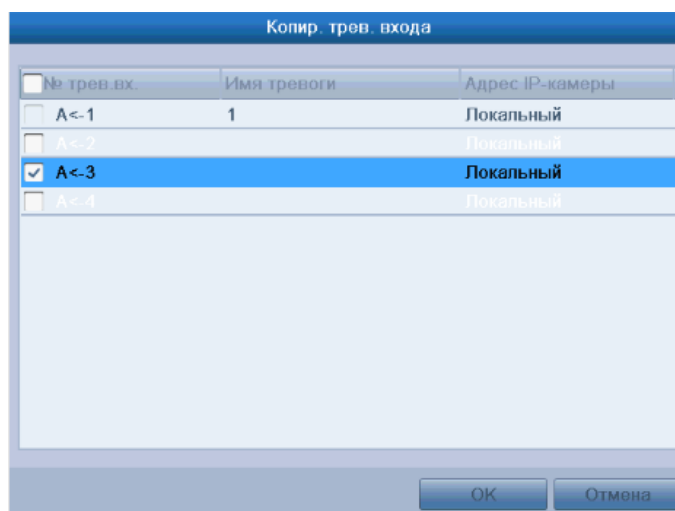 Копир. трев. входа
№ трев.вх. Имя тревоги Адрес IP-камеры
A<-1 1 Локальный
A<-2 Локальный
A<-3 Локальный
A<-4 Локальный
OK Отмена